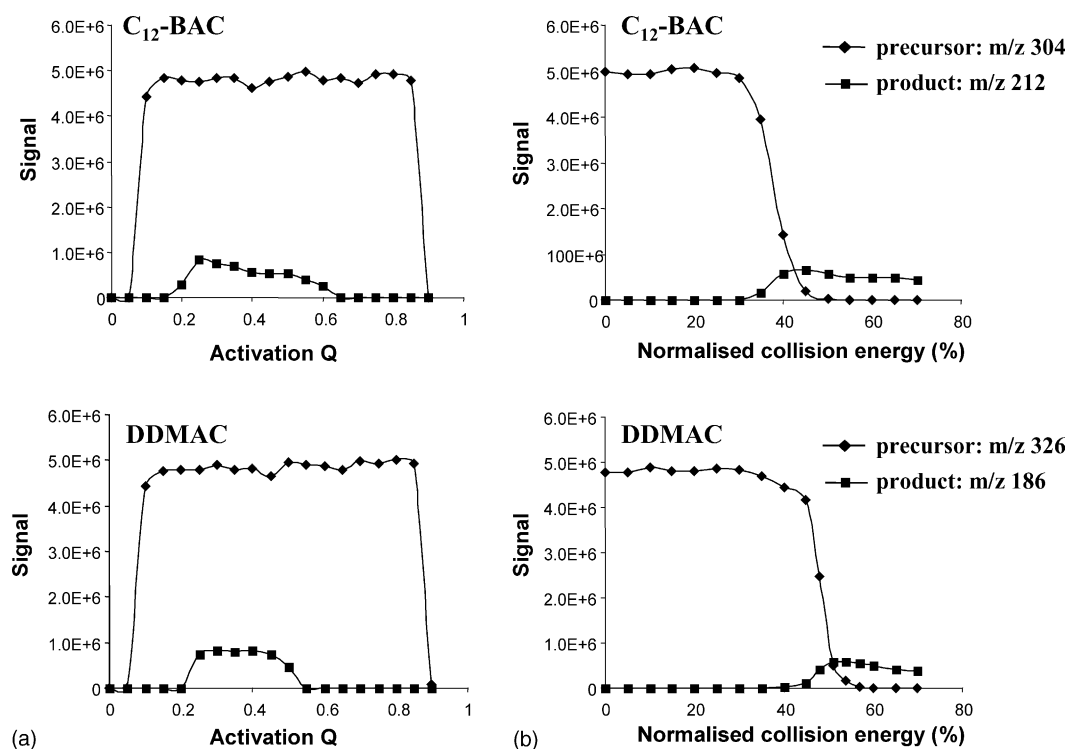 C12-BAC
6.0E+6
5.0E+6
4.0E+6
3.0E+6
2.0E+6
1.0E+6
0
Signal
0 0.2 0.4 0.6 0.8 1
Activation Q
C12-BAC
6.0E+6
5.0E+6
4.0E+6
3.0E+6
2.0E+6
100E+6
0
Signal
0 20 40 60 80
Normalised collision energy (%)
precursor: m/z 304
product: m/z 212
DDMAC
6.0E+6
5.0E+6
4.0E+6
3.0E+6
2.0E+6
1.0E+6
0
Signal
0 0.2 0.4 0.6 0.8 1
Activation Q
(a)
DDMAC
6.0E+6
5.0E+6
4.0E+6
3.0E+6
2.0E+6
1.0E+6
0
Signal
0 20 40 60 80
Normalised collision energy (%)
precursor: m/z 326
product: m/z 186
(b)